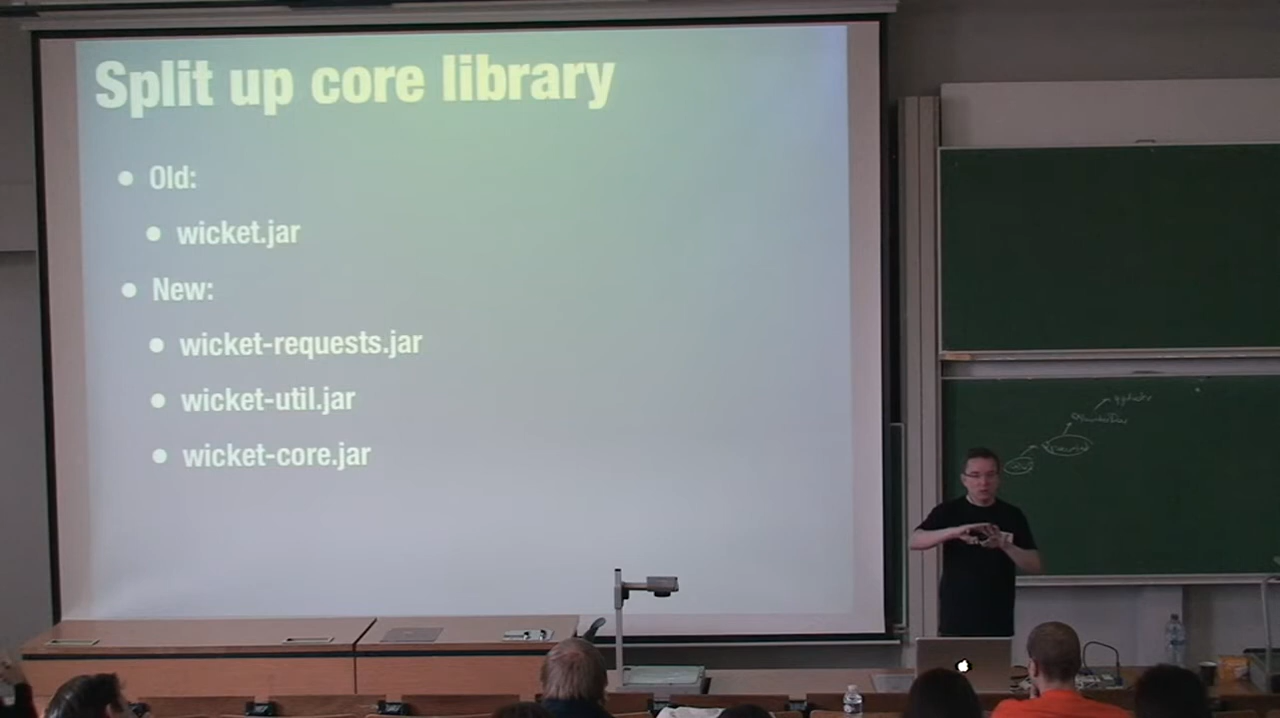 Split up core library
Old:
wicket.jar
New:
wicket-requests.jar
wicket-util.jar
wicket-core.jar